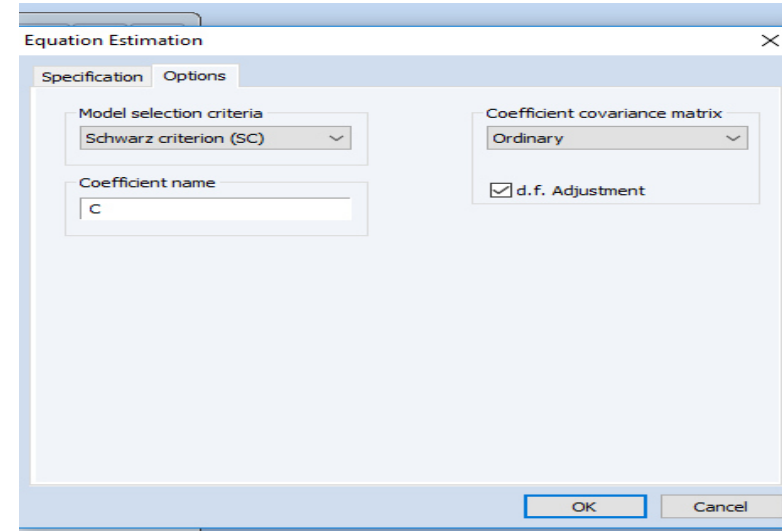 Equation Estimation
Specification Options
Model selection criteria
Schwarz criterion (SC)
Coefficient name
C
Coefficient covariance matrix
Ordinary
d.f. Adjustment
OK Cancel